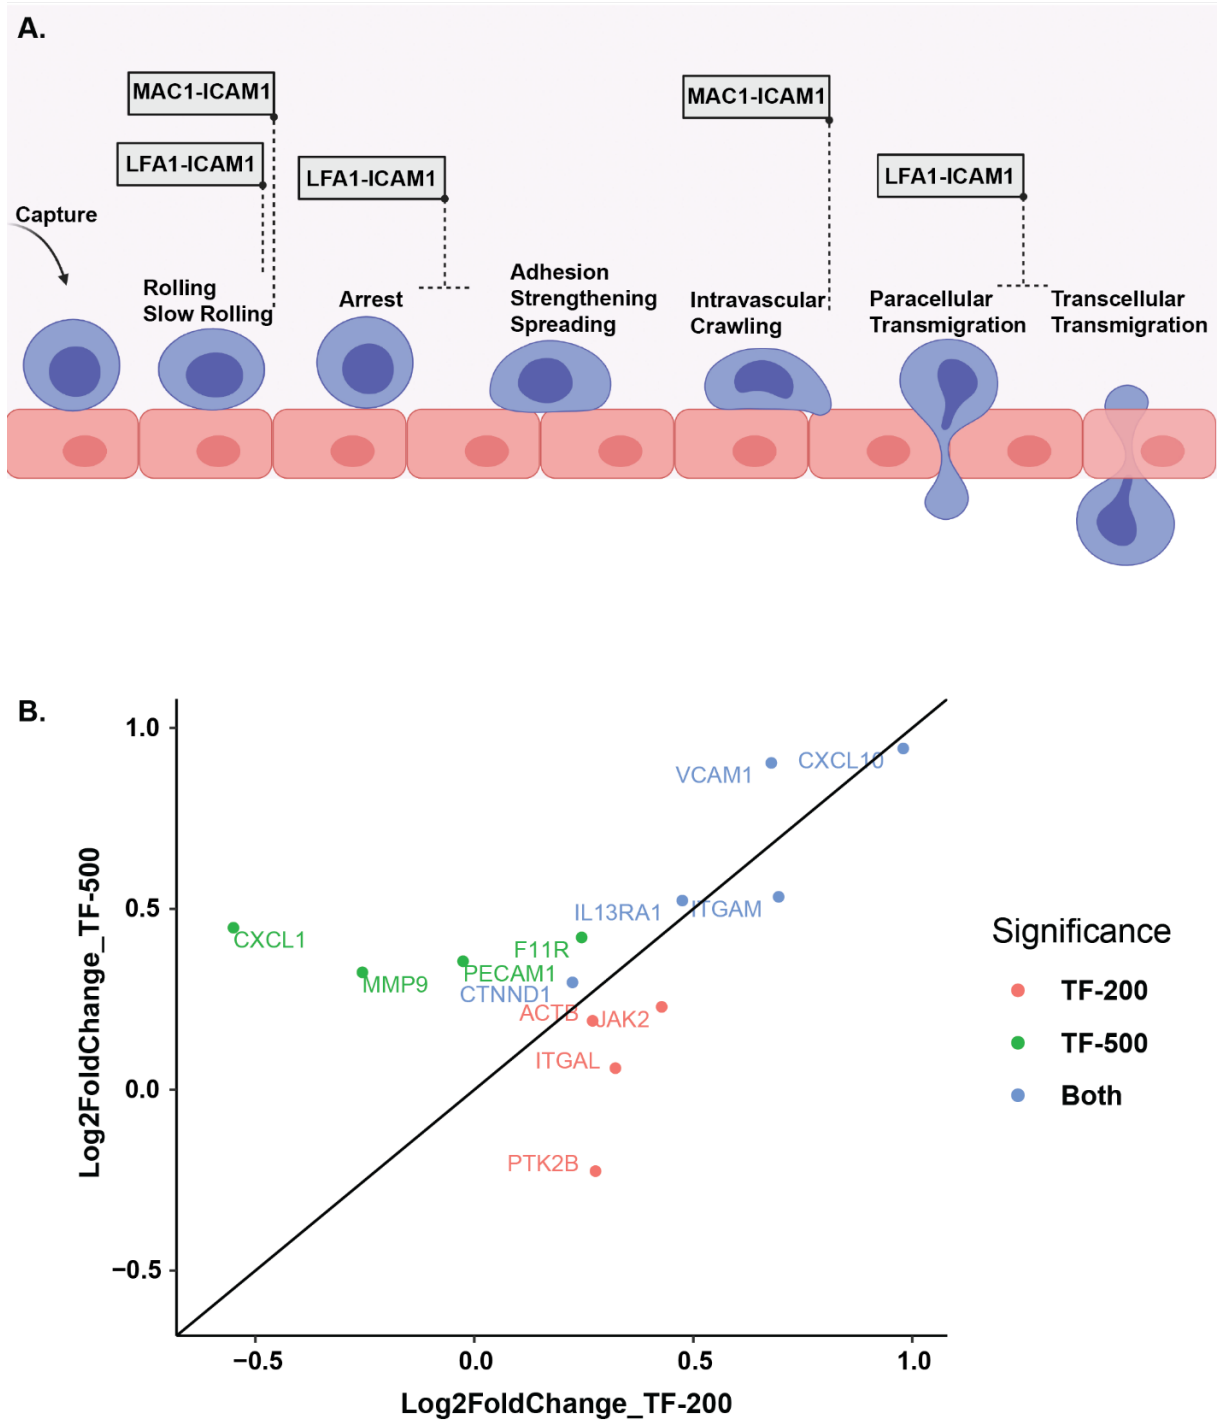 A.
MAC1-ICAM1
MAC1-ICAM1
LFA1-ICAM1
LFA1-ICAM1
LFA1-ICAM1
Capture
Rolling
Slow Rolling
Arrest
Adhesion
Strengthening
Spreading
Intravascular
Crawling
Paracellular
Transmigration
Transcellular
Transmigration
B.
1.0
0.5
0.0
−0.5
Log2FoldChange_TF-500
VCAM1
CXCL10
IL13RA1
ITGAM
CXCL1
F11R
PECAM1
MMP9
CTNND1
ACTB
JAK2
ITGAL
PTK2B
−0.5
0.0
0.5
1.0
Log2FoldChange_TF-200
Significance
TF-200
TF-500
Both